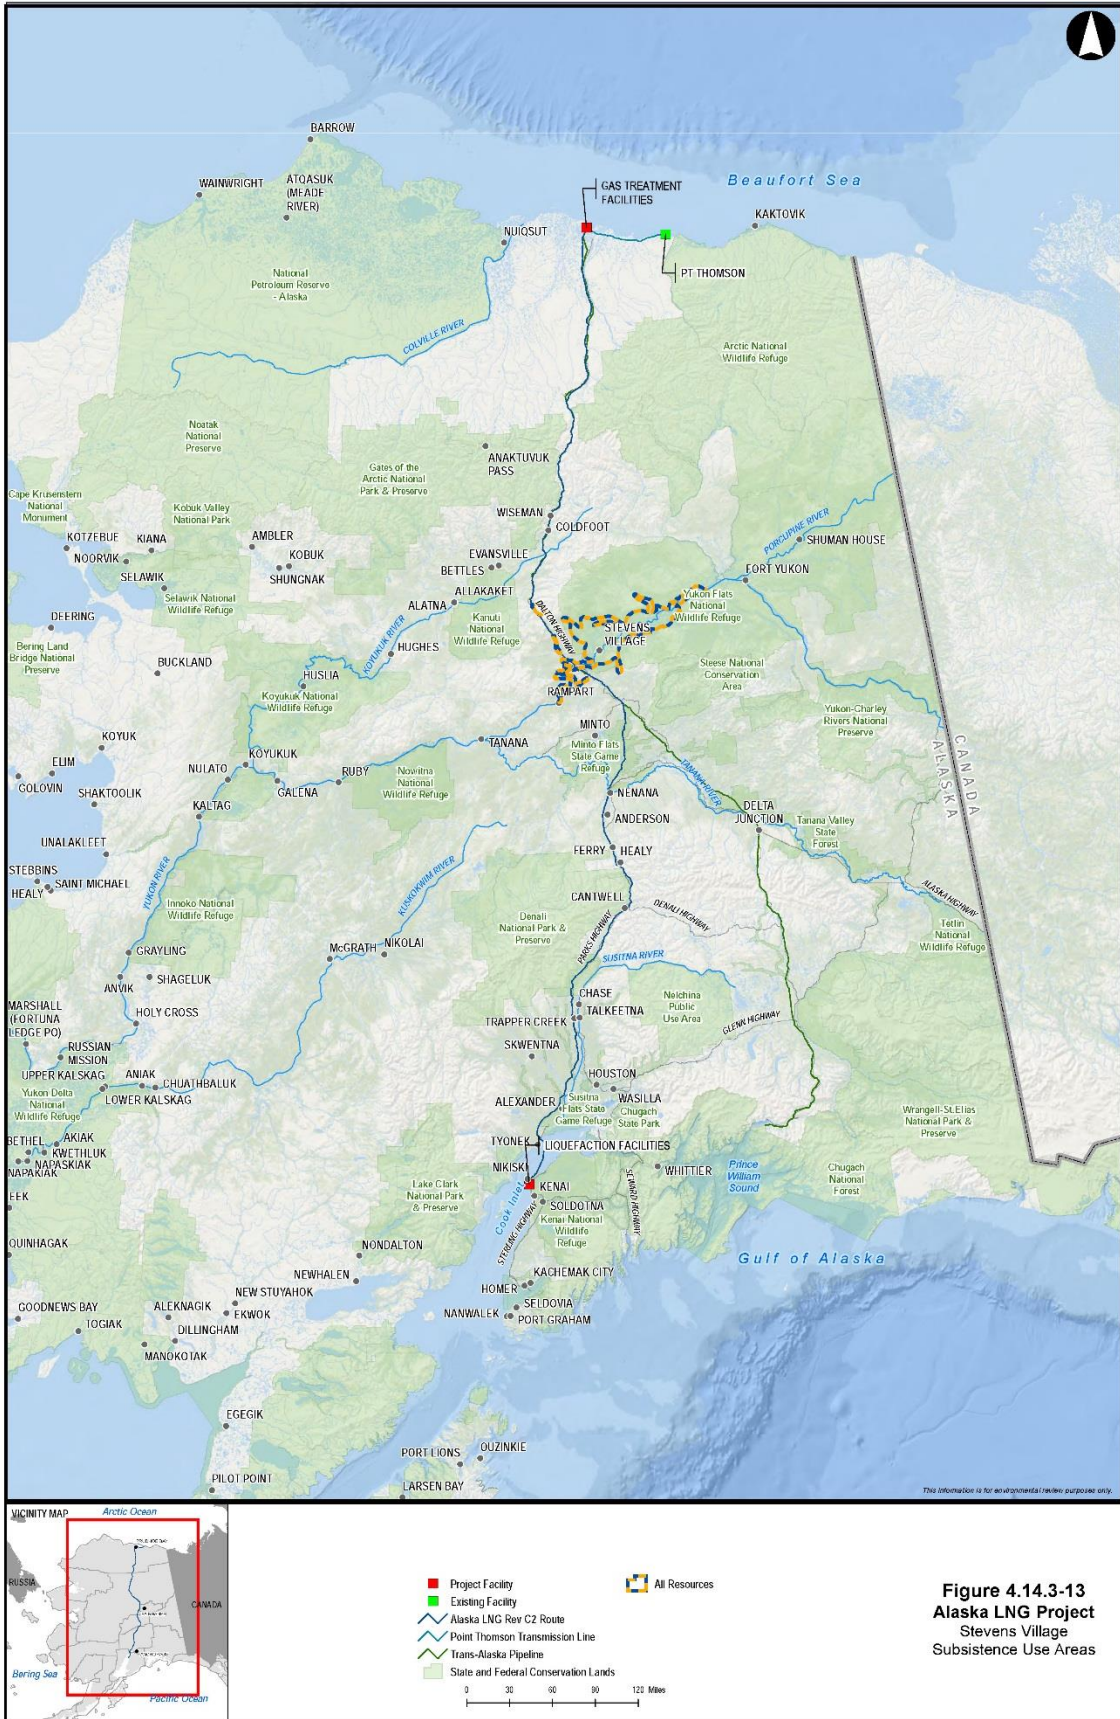 BARROW
WAINWRIGHT
ATQASUK
(MEADE
RIVER)
GAS TREATMENT
FACILITIES
Beaufort Sea
KAKTOVIK
NUIQSUT
PT THOMSON
National
Petroleum Reserve
- Alaska
COLVILLE RIVER
Arctic National
Wildlife Refuge
Noatak
National
Preserve
ANAKTUVUK
PASS
Gates of the
Arctic National
Park & Preserve
Cape Krusenstern
National
Monument
Kobuk Valley
National Park
WISEMAN
COLDFOOT
PORCUPINE RIVER
SHUMAN HOUSE
KOTZEBUE
KIANA
AMBLER
NOORVIK
KOBUK
SHUNGNAK
EVANSVILLE
BETTLES
FORT YUKON
SELAWIK
Selawik National
Wildlife Refuge
ALLAKAKET
ALATNA
Yukon Flats
National
Wildlife Refuge
DALTON HIGHWAY
DEERING
Kanuti
National
Wildlife Refuge
STEVENS
VILLAGE
Bering Land
Bridge National
Preserve
KOYUKUK RIVER
HUGHES
BUCKLAND
Steese National
Conservation
Area
HUSLIA
Koyukuk National
Wildlife Refuge
RAMPART
Yukon-Charley
Rivers National
Preserve
MINTO
Minto Flats
State Game
Refuge
KOYUK
TANANA
CANADA
ALASKA
ELIM
GOLOVIN
KOYUKUK
NULATO
RUBY
GALENA
Nowitna
National
Wildlife Refuge
TANANA RIVER
NENANA
SHAKTOOLIK
KALTAG
ANDERSON
DELTA
JUNCTION
Tanana Valley
State
Forest
UNALAKLEET
FERRY
HEALY
STEBBINS
SAINT MICHAEL
HEALY
YUKON RIVER
KUSKOKWIM RIVER
ALASKA HIGHWAY
CANTWELL
Innoko National
Wildlife Refuge
Denali
National Park &
Preserve
PARKS HIGHWAY
DENALI HIGHWAY
Tetlin
National
Wildlife Refuge
GRAYLING
McGRATH
NIKOLAI
SUSITNA RIVER
SHAGELUK
ANVIK
CHASE
TALKEETNA
Nelchina
Public
Use Area
MARSHALL
(FORTUNA
LEDGE PO)
HOLY CROSS
TRAPPER CREEK
GLENN HIGHWAY
RUSSIAN
MISSION
SKWENTNA
UPPER KALSKAG
ANIAK
CHUATHBALUK
LOWER KALSKAG
HOUSTON
WASILLA
Yukon Delta
National
Wildlife Refuge
ALEXANDER
Susitna
Flats State
Game Refuge
Chugach
State Park
Wrangell-St.Elias
National Park &
Preserve
AKIAK
BETHEL
KWETHLUK
NAPASKIAK
NAPAKIAK
TYONEK
LIQUEFACTION FACILITIES
NIKISKI
KENAI
WHITTIER
Prince
William
Sound
Chugach
National
Forest
EEK
Lake Clark
National Park
& Preserve
Cook Inlet
SOLDOTNA
SEWARD HIGHWAY
Kenai National
Wildlife
Refuge
STERLING HIGHWAY
QUINHAGAK
NONDALTON
Gulf of Alaska
NEWHALEN
KACHEMAK CITY
HOMER
NEW STUYAHOK
SELDOVIA
GOODNEWS BAY
ALEKNAGIK
EKWOK
NANWALEK
PORT GRAHAM
TOGIAK
DILLINGHAM
MANOKOTAK
EGEGIK
PORT LIONS
OUZINKIE
PILOT POINT
LARSEN BAY
This information is for environmental review purposes only.
VICINITY MAP
Arctic Ocean
RUSSIA
CANADA
Bering Sea
Pacific Ocean
Project Facility
Existing Facility
Alaska LNG Rev C2 Route
Point Thomson Transmission Line
Trans-Alaska Pipeline
State and Federal Conservation Lands
All Resources
0 30 60 90 120 Miles
Figure 4.14.3-13
Alaska LNG Project
Stevens Village
Subsistence Use Areas